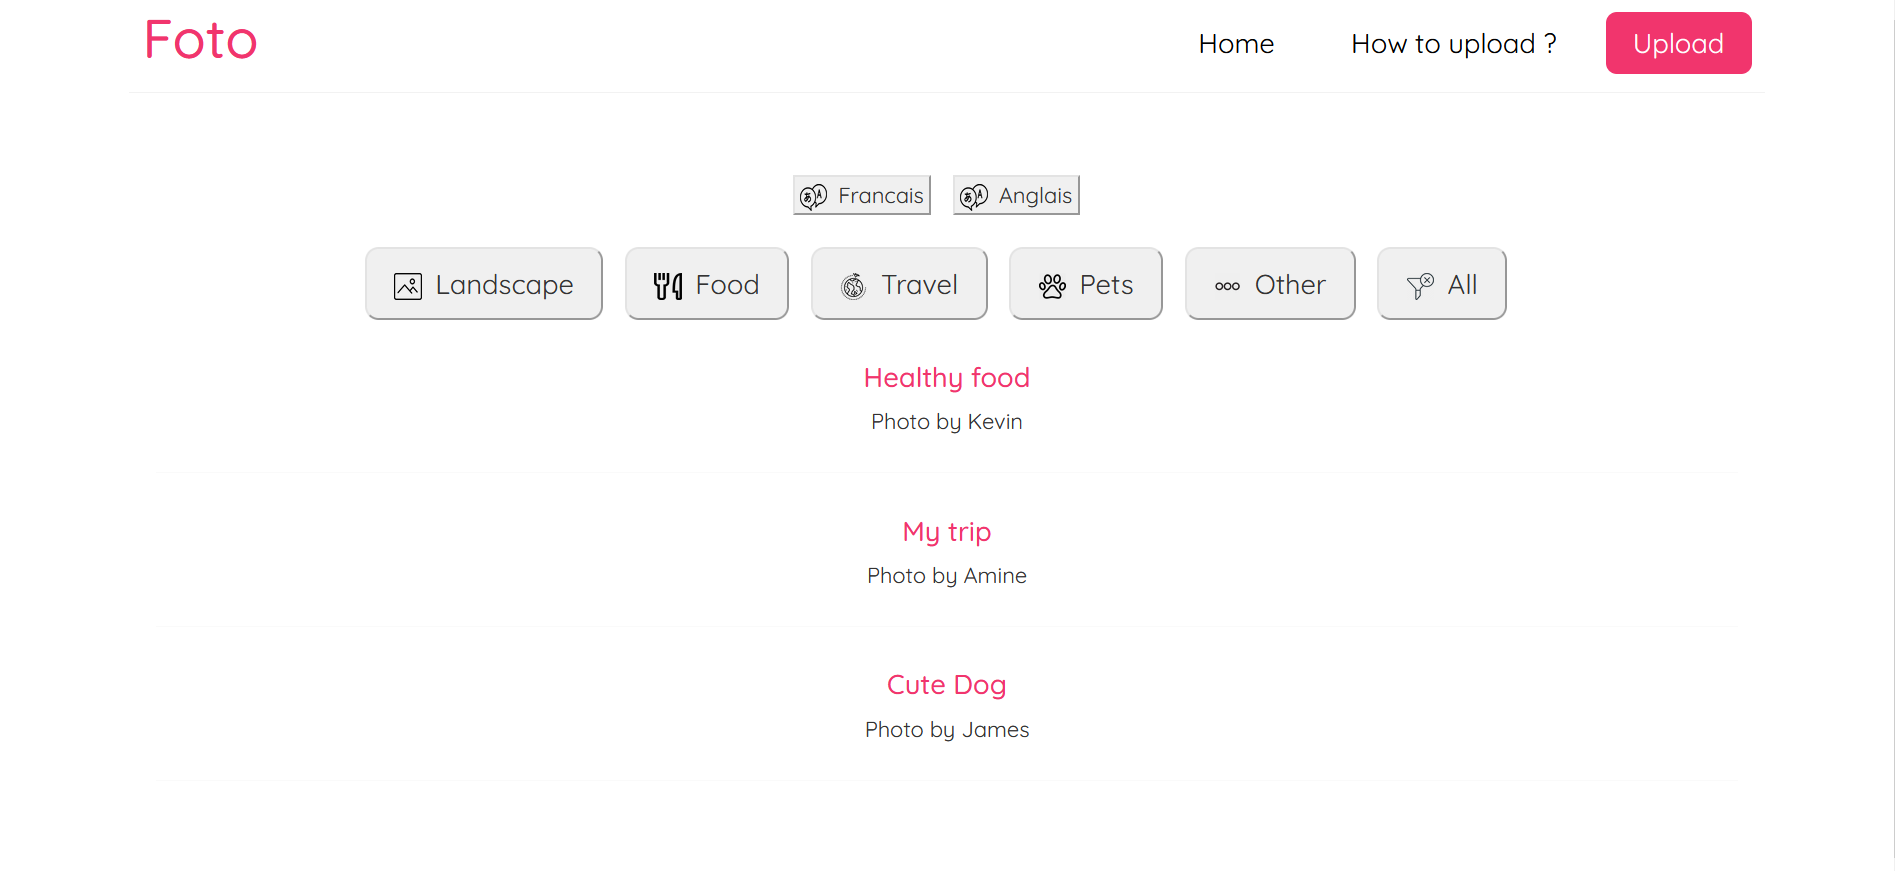 Foto
Home How to upload ? Upload
Francais Anglais
Landscape Food Travel Pets Other All
Healthy food
Photo by Kevin
My trip
Photo by Amine
Cute Dog
Photo by James